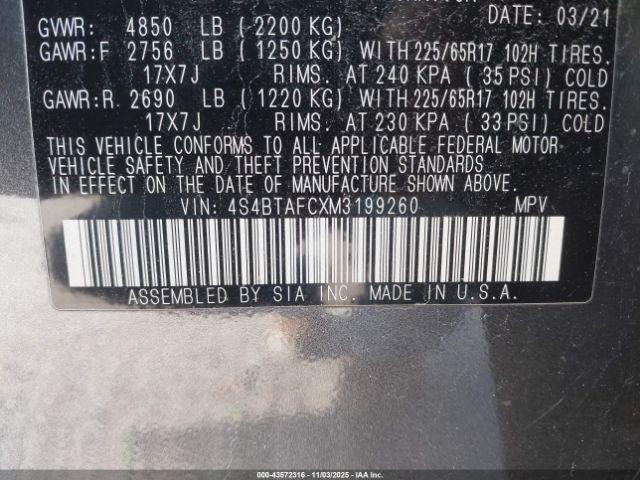 DATE: 03/21
GVWR: 4850 LB (2200 KG)
GAWR:F 2756 LB (1250 KG) WITH 225/65R17 102H TIRES.
17X7J RIMS. AT 240 KPA (35 PSI) COLD
GAWR:R 2690 LB (1220 KG) WITH 225/65R17 102H TIRES.
17X7J RIMS. AT 230 KPA (33 PSI) COLD
THIS VEHICLE CONFORMS TO ALL APPLICABLE FEDERAL MOTOR
VEHICLE SAFETY AND THEFT PREVENTION STANDARDS
IN EFFECT ON THE DATE OF MANUFACTURE SHOWN ABOVE.
VIN: 4S4BTAFCXM3199260 MPV
ASSEMBLED BY SIA INC. MADE IN U.S.A.
000-43572316 - 11/03/2025 - IAA, Inc.